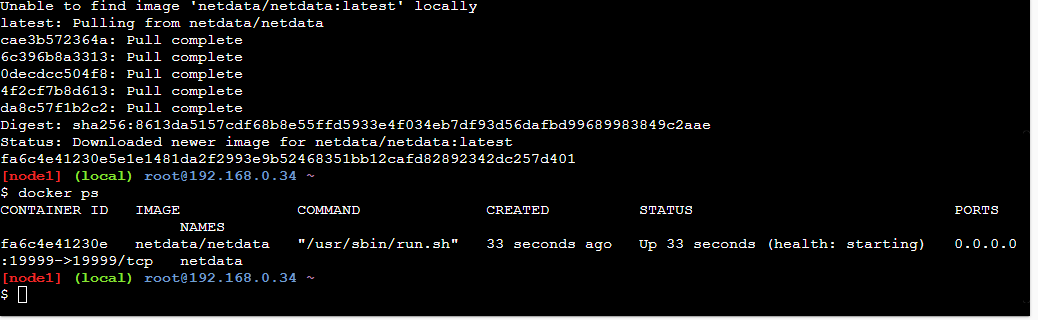 Unable to find image 'netdata/netdata:latest' locally
latest: Pulling from netdata/netdata
cae3b572364a: Pull complete
6c396b8a3313: Pull complete
0decdcc504f8: Pull complete
4f2cf7b8d613: Pull complete
da8c57f1b2c2: Pull complete
Digest: sha256:8613da5157cdf68b8e55ffd5933e4f034eb7df93d56dafbd99689983849c2aae
Status: Downloaded newer image for netdata/netdata:latest
fa6c4e41230e5e1e1481da2f2993e9b52468351bb12cafd82892342dc257d401
[node1] (local) root@192.168.0.34 ~
$ docker ps
CONTAINER ID   IMAGE             COMMAND              CREATED          STATUS                             PORTS
                    NAMES
fa6c4e41230e   netdata/netdata   "/usr/sbin/run.sh"   33 seconds ago   Up 33 seconds (health: starting)   0.0.0.0
:19999->19999/tcp   netdata
[node1] (local) root@192.168.0.34 ~
$